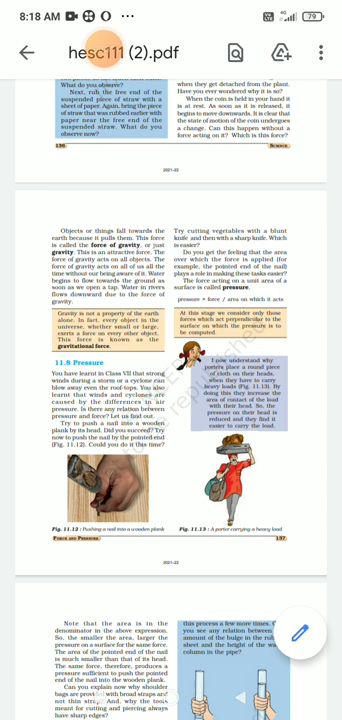 8:18 AM
4G
79
hesc111 (2).pdf
What do you observe?
Next, rub the free end of the
suspended piece of straw with a
sheet of paper. Again, bring the piece
of straw that was rubbed earlier with
paper near the free end of the
suspended straw. What do you
observe now?
136
when they get detached from the plant.
Have you ever wondered why it is so?
When the coin is held in your hand it
is at rest. As soon as it is released, it
begins to move downwards. It is clear that
the state of motion of the coin undergoes
a change. Can this happen without a
force acting on it? Which is this force?
SCIENCE
2021-22
Objects or things fall towards the
earth because it pulls them. This force
is called the force of gravity, or just
gravity. This is an attractive force. The
force of gravity acts on all objects. The
force of gravity acts on all of us all the
time without our being aware of it. Water
begins to flow towards the ground as
soon as we open a tap. Water in rivers
flows downward due to the force of
gravity.
Gravity is not a property of the earth
alone. In fact, every object in the
universe, whether small or large,
exerts a force on every other object.
This force is known as the
gravitational force.
11.8 Pressure
You have learnt in Class VII that strong
winds during a storm or a cyclone can
blow away even the roof-tops. You also
learnt that winds and cyclones are
caused by the differences in air
pressure. Is there any relation between
pressure and force? Let us find out.
Try to push a nail into a wooden
plank by its head. Did you succeed? Try
now to push the nail by the pointed end
(Fig. 11.12). Could you do it this time?
Fig. 11.12 : Pushing a nail into a wooden plank
FORCE AND PRESSURE
Try cutting vegetables with a blunt
knife and then with a sharp knife. Which
is easier?
Do you get the feeling that the area
over which the force is applied (for
example, the pointed end of the nail)
plays a role in making these tasks easier?
The force acting on a unit area of a
surface is called pressure.
pressure = force / area on which it acts
At this stage we consider only those
forces which act perpendicular to the
surface on which the pressure is to
be computed.
I now understand why
porters place a round piece
of cloth on their heads,
when they have to carry
heavy loads (Fig. 11.13). By
doing this they increase the
area of contact of the load
with their head. So, the
pressure on their head is
reduced and they find it
easier to carry the load.
Fig. 11.13 : A porter carrying a heavy load
137
2021-22
Note that the area is in the
denominator in the above expression.
So, the smaller the area, larger the
pressure on a surface for the same force.
The area of the pointed end of the nail
is much smaller than that of its head.
The same force, therefore, produces a
pressure sufficient to push the pointed
end of the nail into the wooden plank.
Can you explain now why shoulder
bags are provided with broad straps and
not thin strap? And, why the tools
meant for cutting and piercing always
have sharp edges?
this process a few more times.
you see any relation between
amount of the bulge in the
sheet and the height of the
column in the pipe?